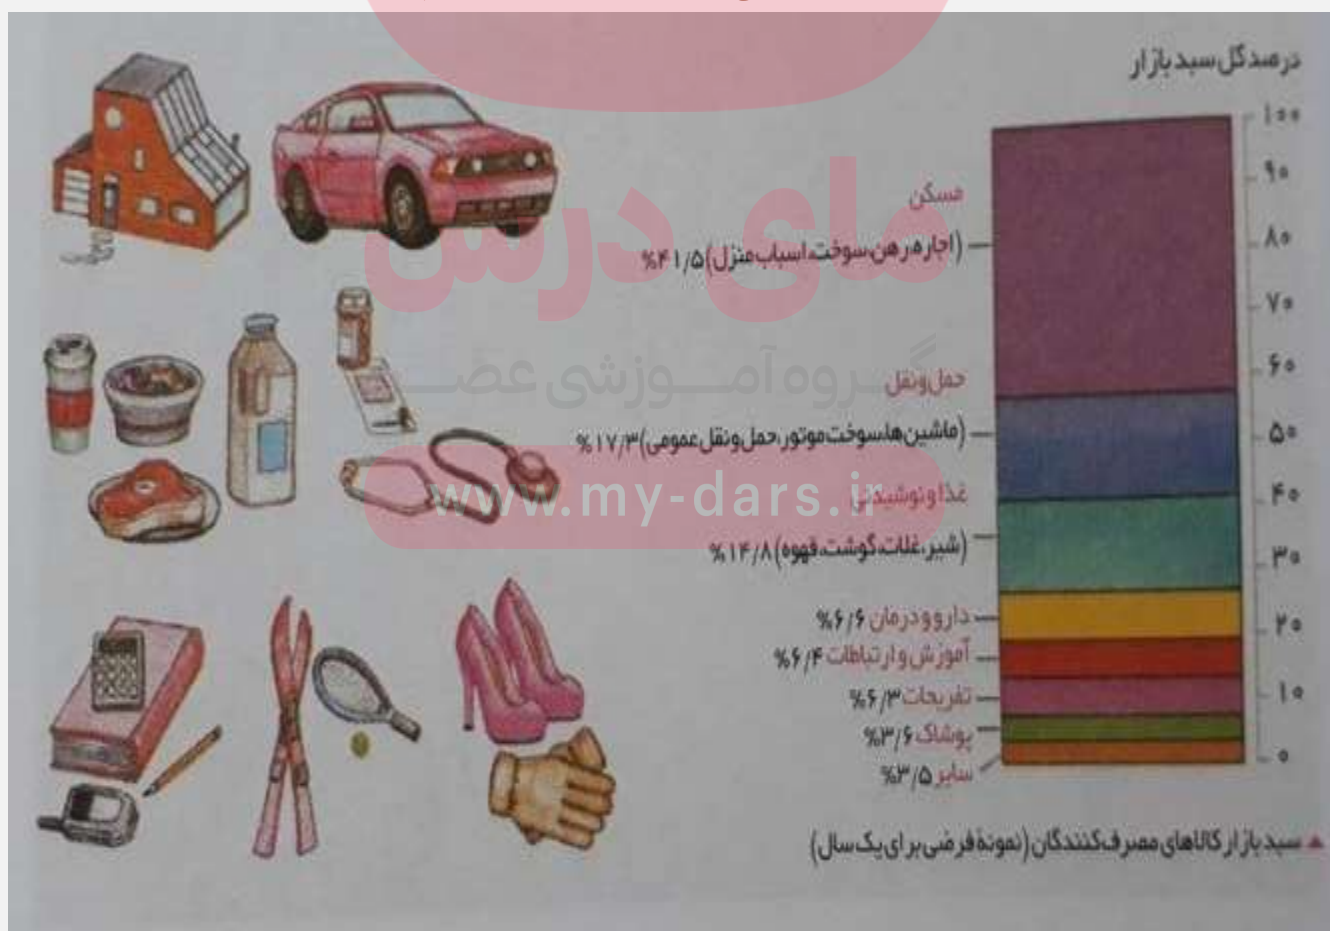 درصد کل سبد بازار
۱۰۰
۹۰
۸۰
۷۰
۶۰
۵۰
۴۰
۳۰
۲۰
۱۰
۰
مسکن
(اجاره، رهن، سوخت، اسباب منزل) ۴۱/۵%
حمل و نقل
(ماشین‌ها، سوخت موتور، حمل و نقل عمومی) ۱۷/۳%
غذا و نوشیدنی
(شیر، غلات، گوشت، قهوه) ۱۴/۸%
دارو و درمان ۶/۶%
آموزش و ارتباطات ۶/۴%
تفریحات ۶/۳%
پوشاک ۳/۶%
سایر ۳/۵%
▲ سبد بازار کالاهای مصرف‌کنندگان (نمونهٔ فرضی برای یک سال)
مای درس
گروه آموزشی
www.my-dars.ir